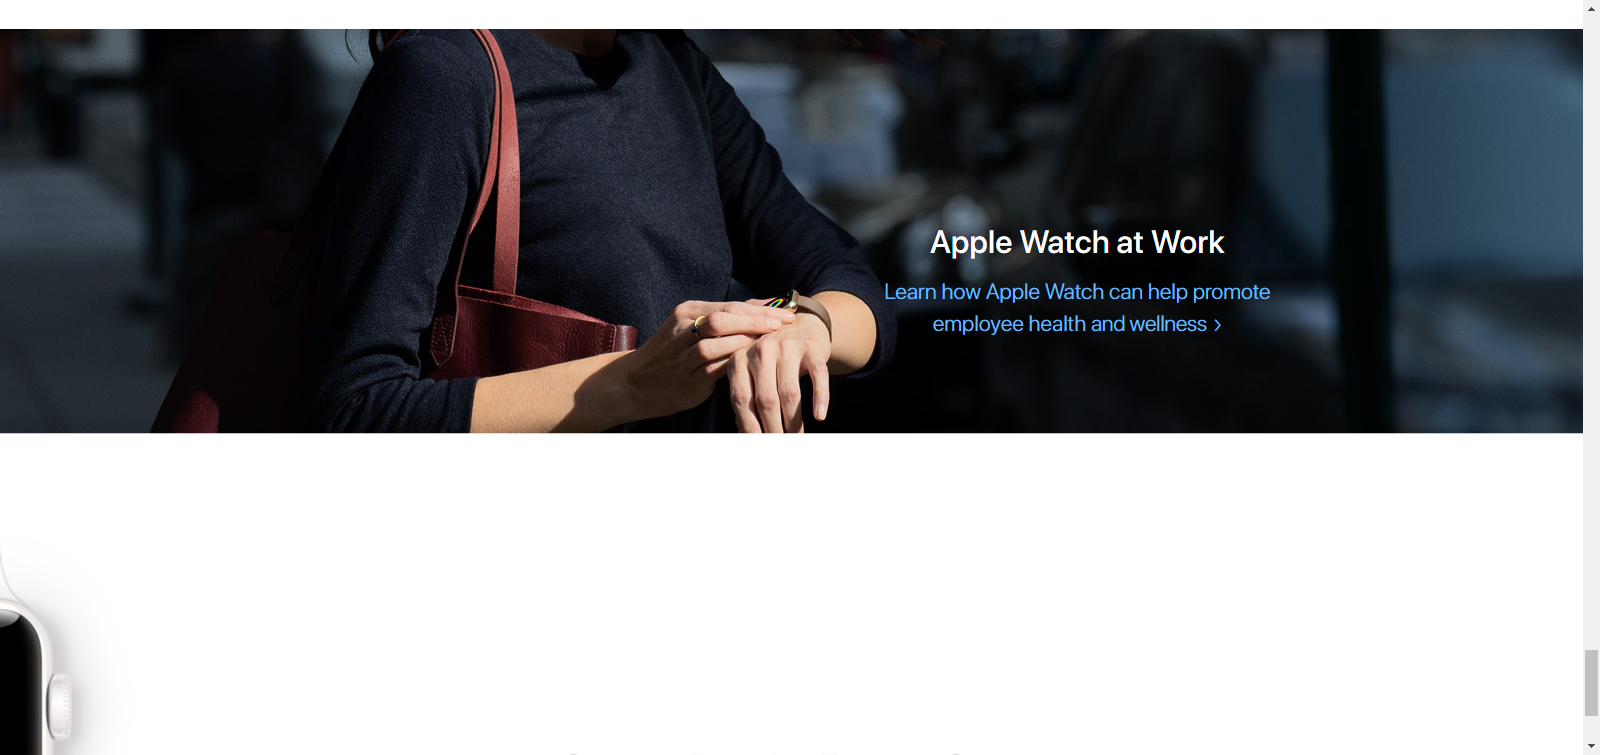 Apple Watch at Work
Learn how Apple Watch can help promote
employee health and wellness >